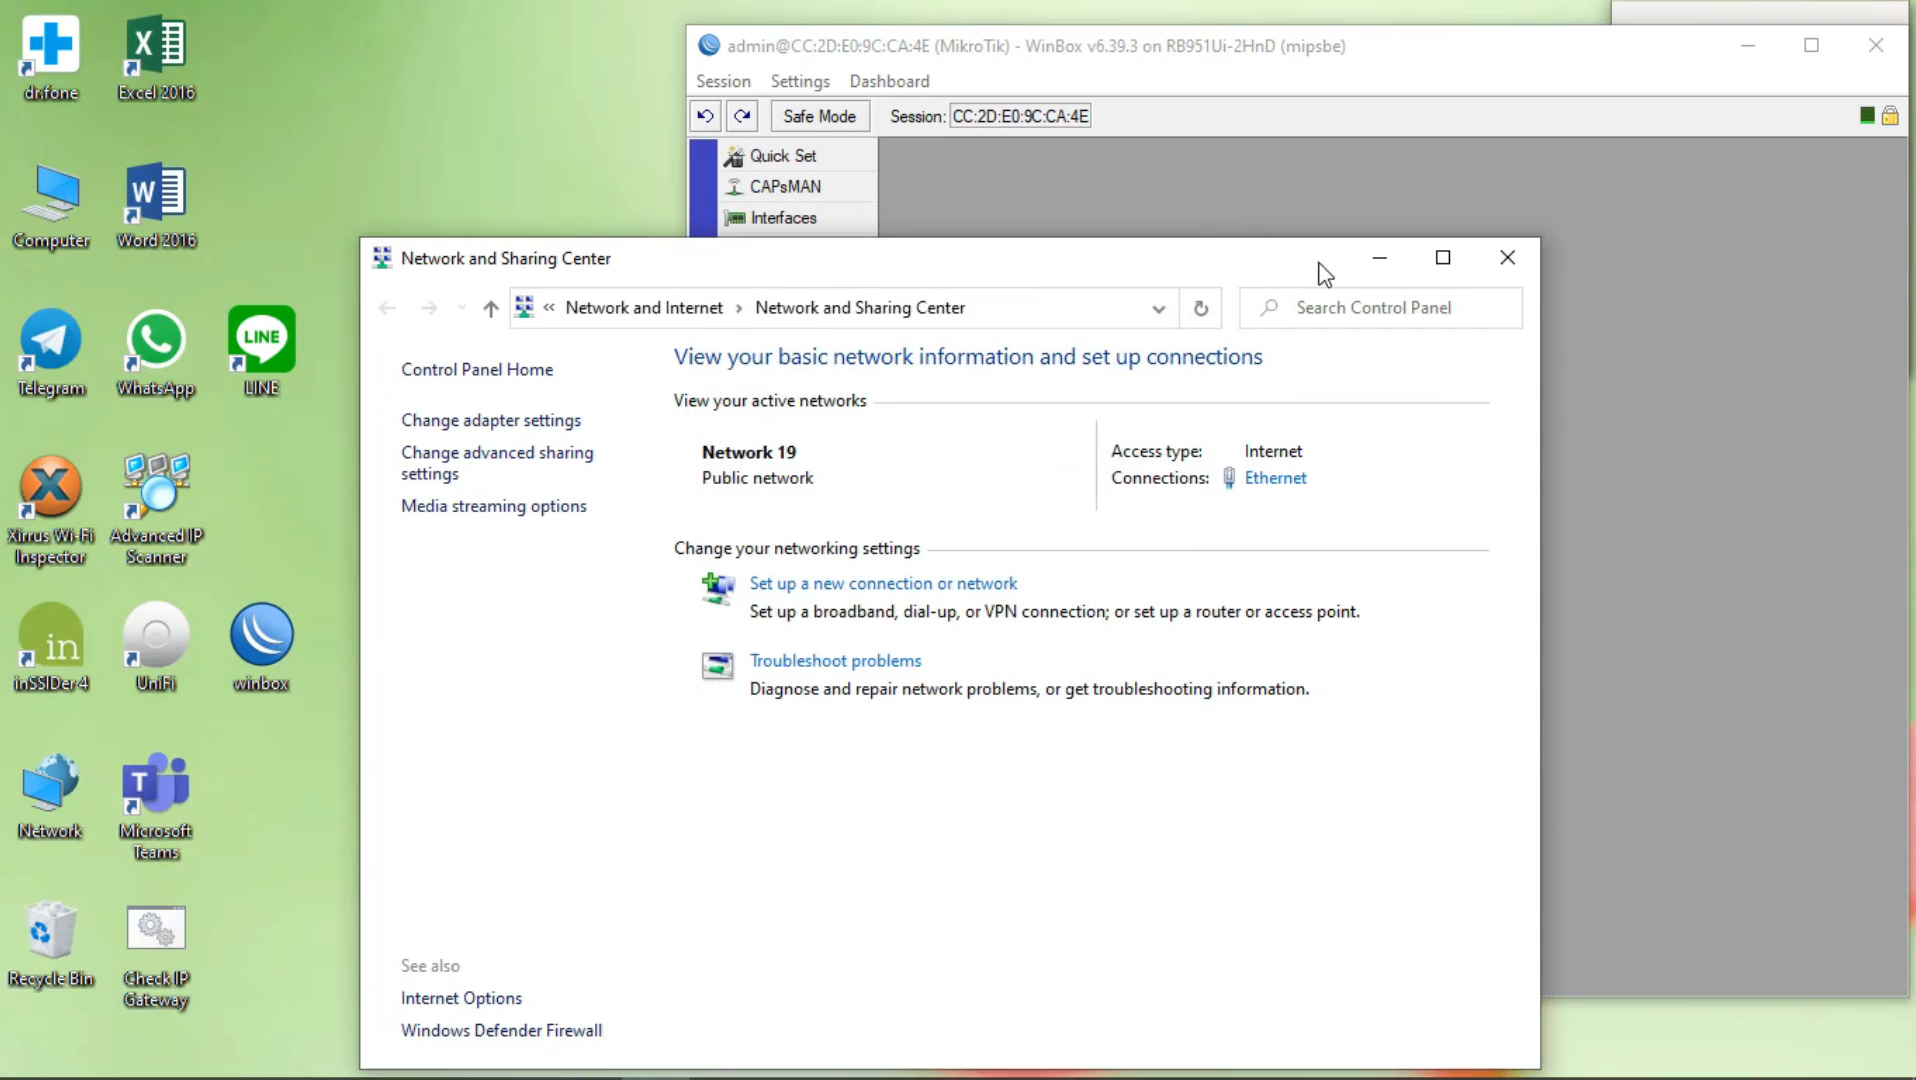 dr.fone
Excel 2016
Computer
Word 2016
Telegram
WhatsApp
LINE
LINE
Xirrus Wi-Fi
Inspector
Advanced IP
Scanner
in
inSSIDer 4
UniFi
winbox
Network
Microsoft
Teams
Recycle Bin
Check IP
Gateway
admin@CC:2D:E0:9C:CA:4E (MikroTik) - WinBox v6.39.3 on RB951Ui-2HnD (mipsbe)
Session Settings Dashboard
Safe Mode Session: CC:2D:E0:9C:CA:4E
Quick Set
CAPsMAN
Interfaces
Network and Sharing Center
« Network and Internet › Network and Sharing Center
Search Control Panel
Control Panel Home
Change adapter settings
Change advanced sharing
settings
Media streaming options
View your basic network information and set up connections
View your active networks
Network 19
Public network
Access type: Internet
Connections: Ethernet
Change your networking settings
Set up a new connection or network
Set up a broadband, dial-up, or VPN connection; or set up a router or access point.
Troubleshoot problems
Diagnose and repair network problems, or get troubleshooting information.
See also
Internet Options
Windows Defender Firewall